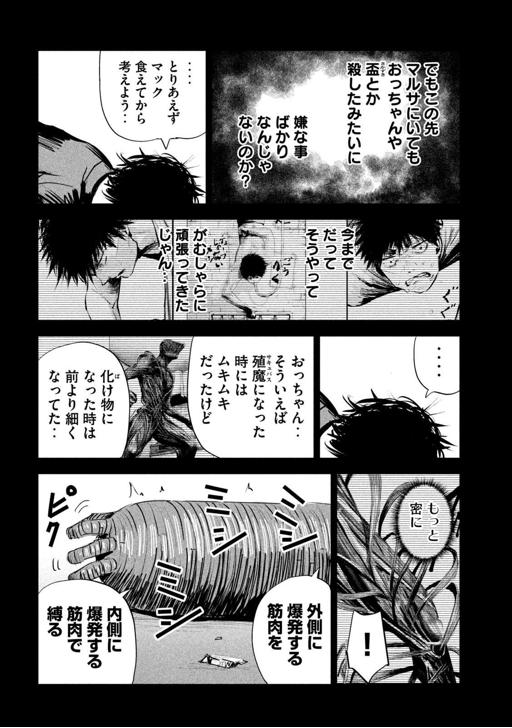 でもこの先
マルサにいても
おっちゃんや
盃とか
殺したみたいに
嫌な事
ばかり
なんじゃ
ないのか?
‥‥
とりあえず
マック
食えてから
考えよう‥
今まで
だって
そうやって
がむしゃらに
頑張ってきた
じゃん‥
‥‥
おっちゃん‥
そういえば
殖魔になった
サキュバス
時には
ムキムキ
だったけど
化け物に
ば
なった時は
前より細く
なってた‥
もっと
密に
!
ミシ
ミシ
ピク
外側に
爆発する
筋肉を
内側に
爆発する
筋肉で
縛る